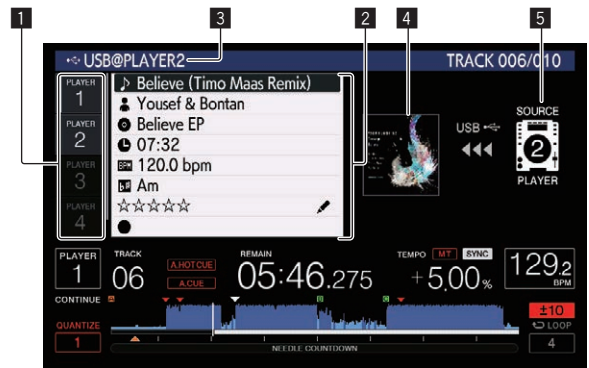 1 3 2 4 5
USB@PLAYER2 TRACK 006/010
PLAYER 1
PLAYER 2
PLAYER 3
PLAYER 4
Believe (Timo Maas Remix)
Yousef & Bontan
Believe EP
07:32
BPM 120.0 bpm
Am
USB
SOURCE
2
PLAYER
PLAYER 1
TRACK 06
A.HOT CUE
A.CUE
REMAIN
05:46.275
TEMPO MT SYNC
+5.00%
129.2 BPM
CONTINUE
A B C
±10
QUANTIZE
1
LOOP
4
NEEDLE COUNTDOWN